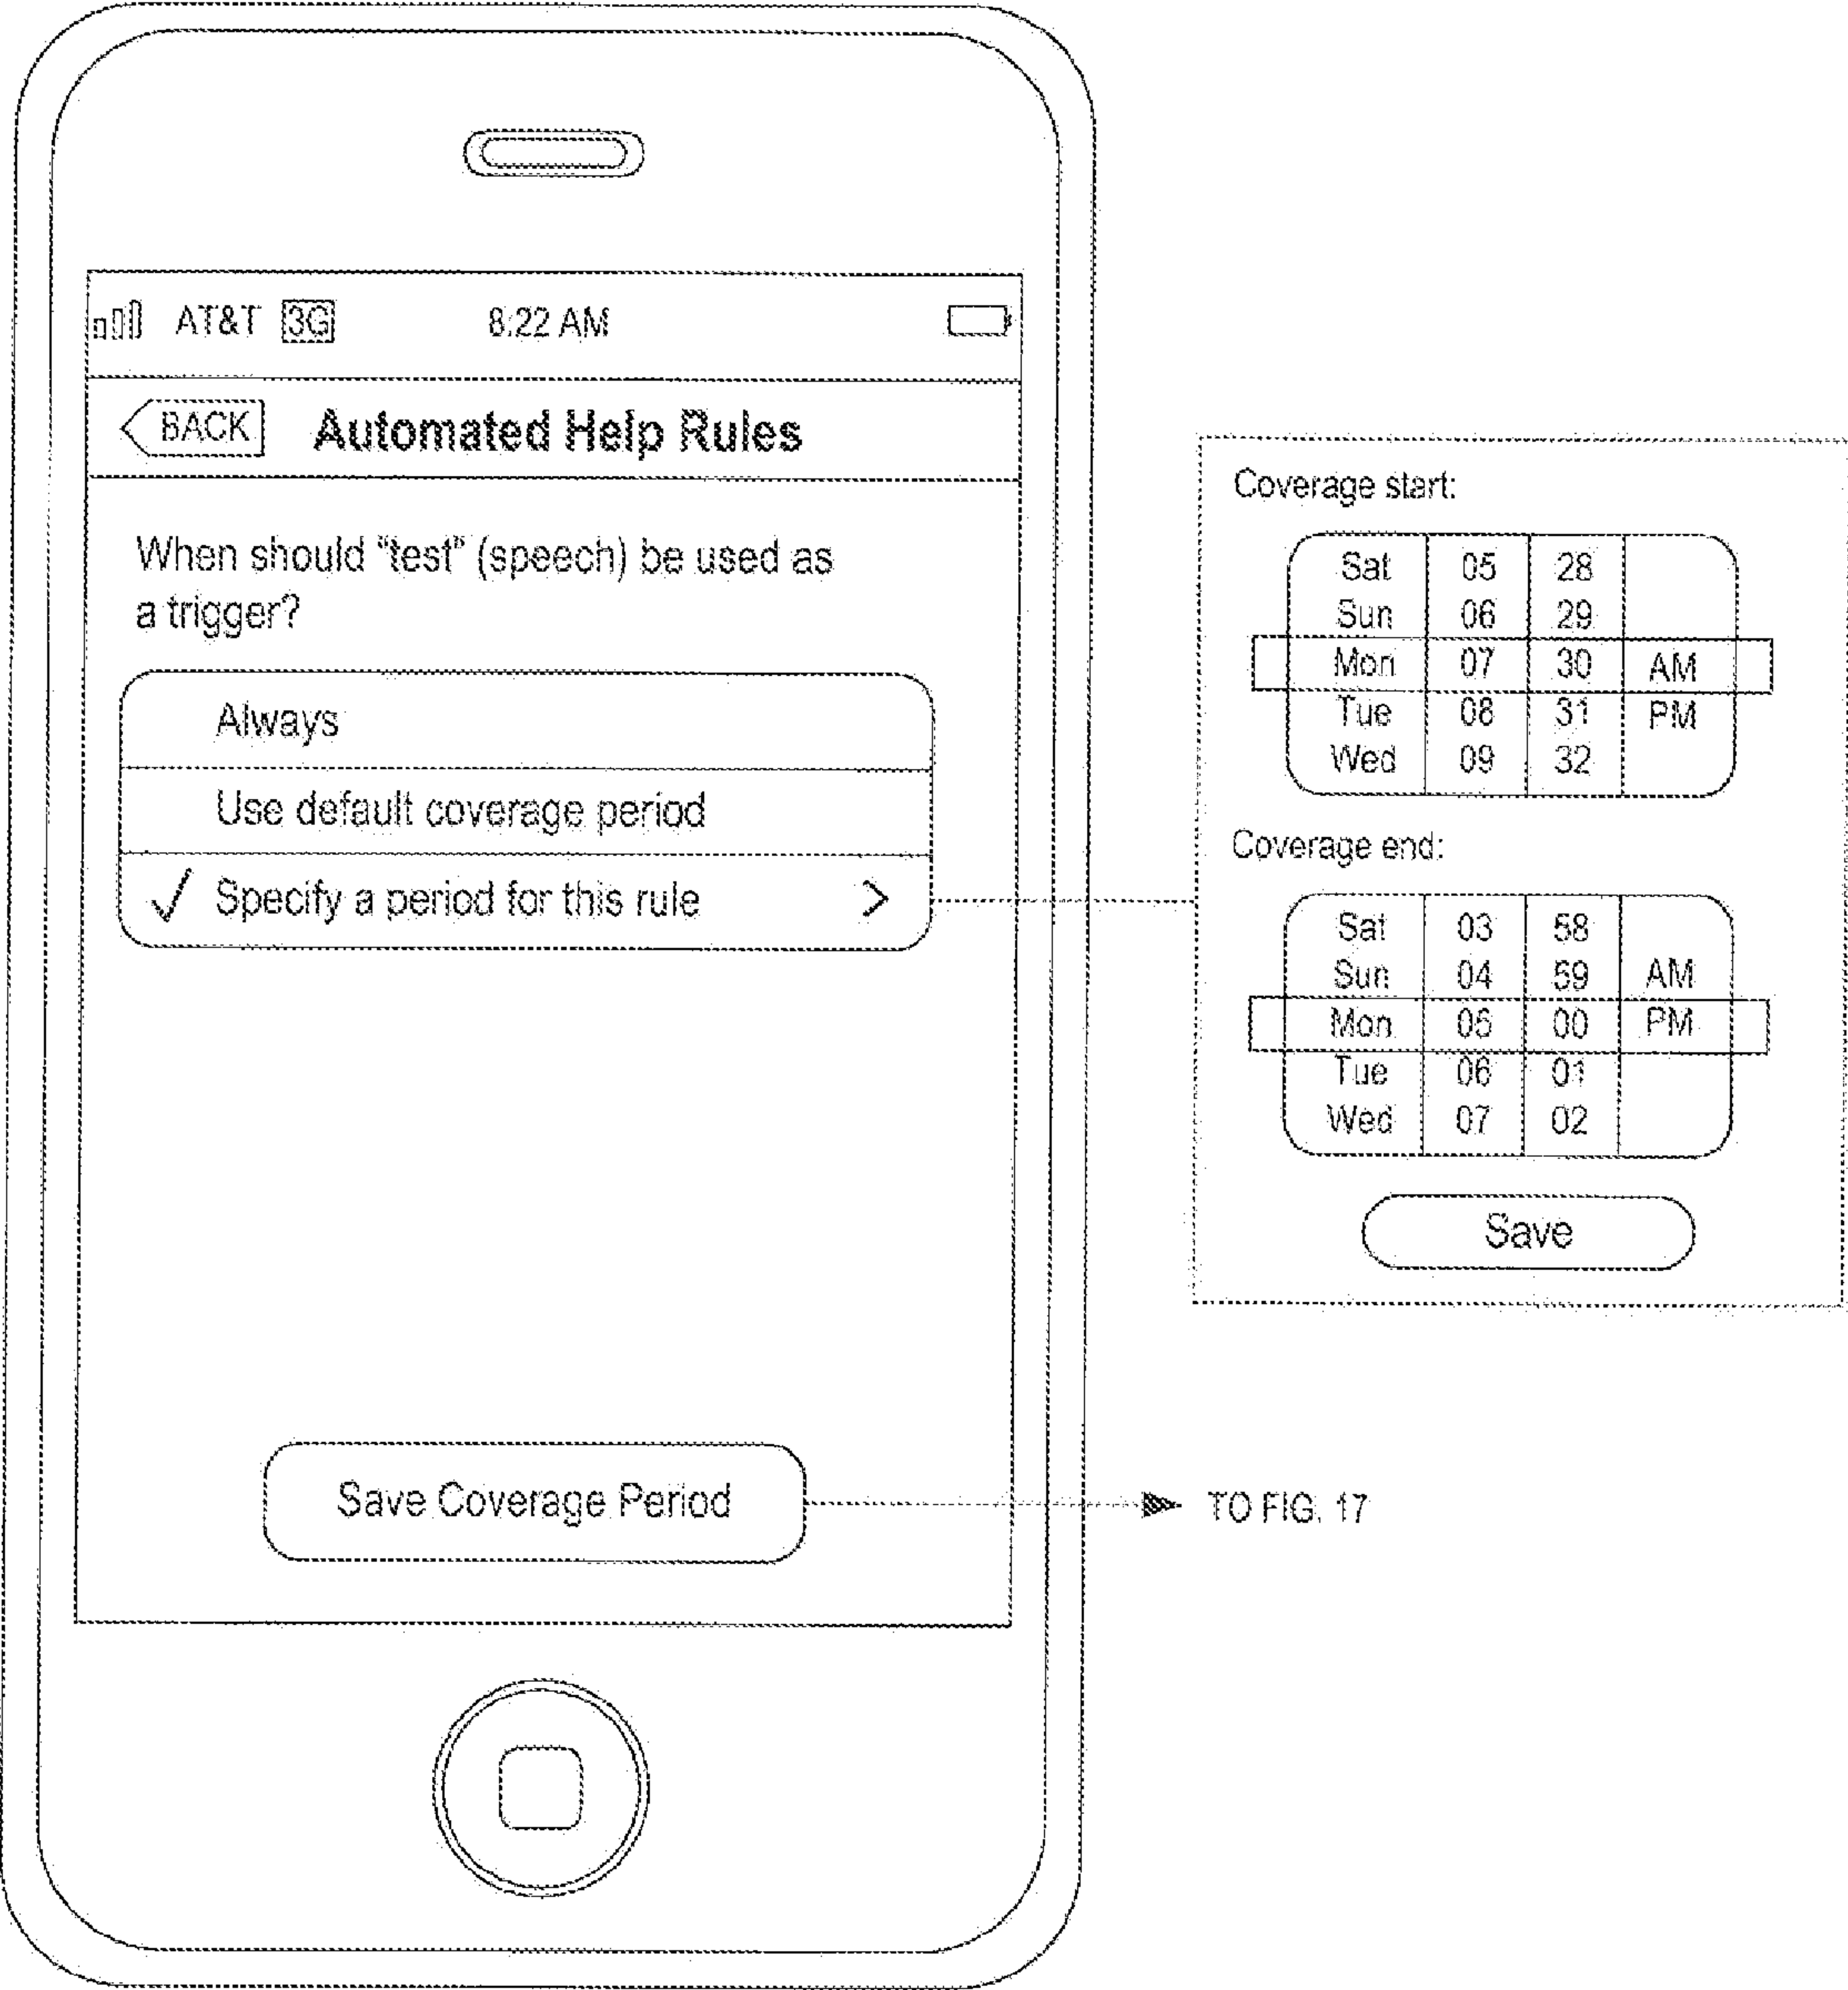 AT&T 3G 8:22 AM
BACK Automated Help Rules
When should "test" (speech) be used as
a trigger?
Always
Use default coverage period
✓ Specify a period for this rule >
Save Coverage Period
TO FIG. 17
Coverage start:
Sat 05 28
Sun 06 29
Mon 07 30 AM
Tue 08 31 PM
Wed 09 32
Coverage end:
Sat 03 58
Sun 04 59 AM
Mon 05 00 PM
Tue 06 01
Wed 07 02
Save